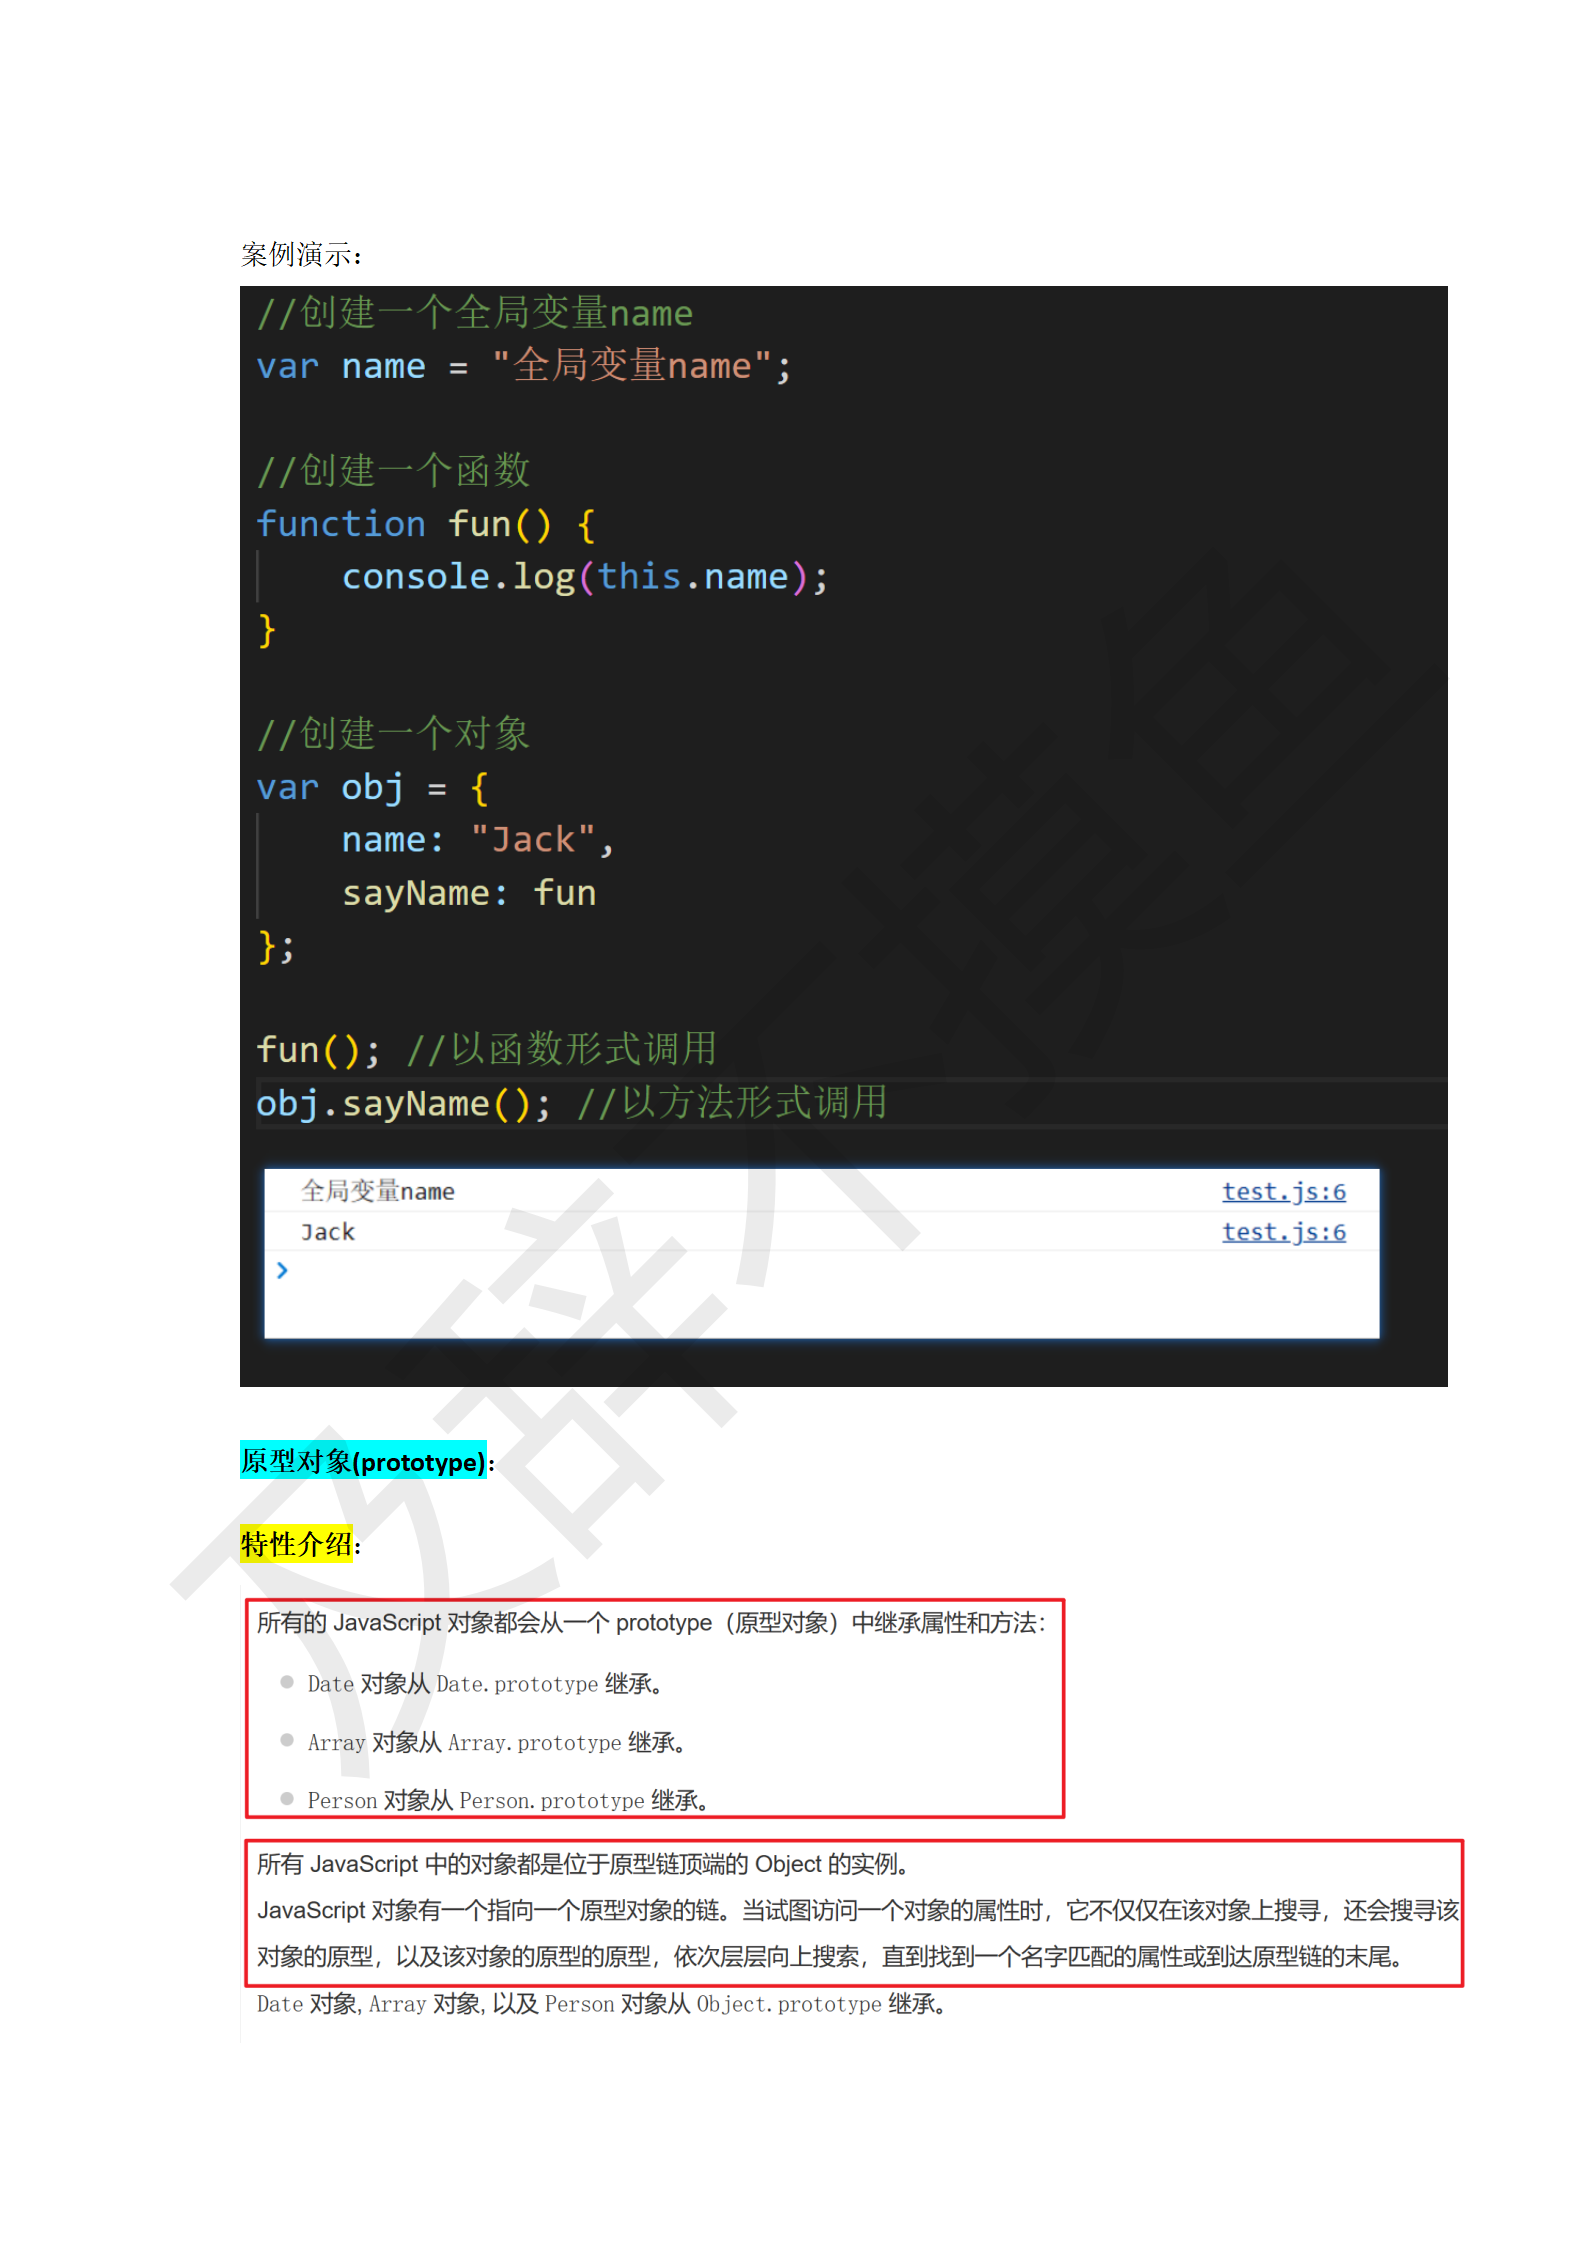 案例演示：
//创建一个全局变量name
var name = "全局变量name";
//创建一个函数
function fun() {
console.log(this.name);
}
//创建一个对象
var obj = {
name: "Jack",
sayName: fun
};
fun(); //以函数形式调用
obj.sayName(); //以方法形式调用
全局变量name test.js:6
Jack test.js:6
>
原型对象(prototype)：
特性介绍：
所有的 JavaScript 对象都会从一个 prototype（原型对象）中继承属性和方法：
Date 对象从 Date.prototype 继承。
Array 对象从 Array.prototype 继承。
Person 对象从 Person.prototype 继承。
所有 JavaScript 中的对象都是位于原型链顶端的 Object 的实例。
JavaScript 对象有一个指向一个原型对象的链。当试图访问一个对象的属性时，它不仅仅在该对象上搜寻，还会搜寻该
对象的原型，以及该对象的原型的原型，依次层层向上搜索，直到找到一个名字匹配的属性或到达原型链的末尾。
Date 对象, Array 对象, 以及 Person 对象从 Object.prototype 继承。
及辞不摸鱼